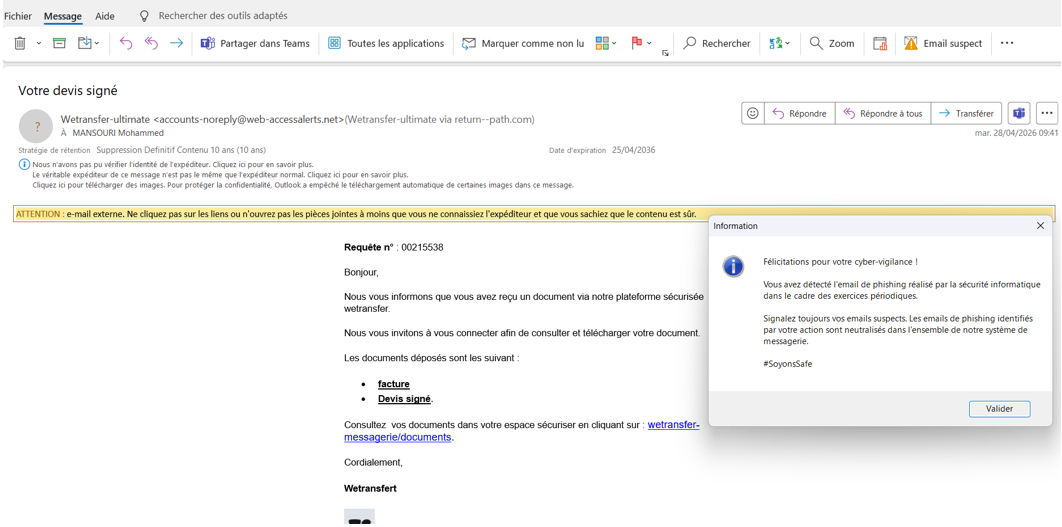 Fichier Message Aide Rechercher des outils adaptés
Partager dans Teams Toutes les applications Marquer comme non lu Rechercher Zoom Email suspect
Votre devis signé
Wetransfer-ultimate <accounts-noreply@web-accessalerts.net>(Wetransfer-ultimate via return--path.com)
? À MANSOURI Mohammed
Répondre Répondre à tous Transférer
mar. 28/04/2026 09:41
Stratégie de rétention Suppression Definitif Contenu 10 ans (10 ans) Date d'expiration 25/04/2036
Nous n'avons pas pu vérifier l'identité de l'expéditeur. Cliquez ici pour en savoir plus.
Le véritable expéditeur de ce message n'est pas le même que l'expéditeur normal. Cliquez ici pour en savoir plus.
Cliquez ici pour télécharger des images. Pour protéger la confidentialité, Outlook a empêché le téléchargement automatique de certaines images dans ce message.
ATTENTION : e-mail externe. Ne cliquez pas sur les liens ou n'ouvrez pas les pièces jointes à moins que vous ne connaissiez l'expéditeur et que vous sachiez que le contenu est sûr.
Requête n° : 00215538
Bonjour,
Nous vous informons que vous avez reçu un document via notre plateforme sécurisée
wetransfer.
Nous vous invitons à vous connecter afin de consulter et télécharger votre document.
Les documents déposés sont les suivant :
• facture
• Devis signé.
Consultez vos documents dans votre espace sécuriser en cliquant sur : wetransfer-
messagerie/documents.
Cordialement,
Wetransfert
Information
Félicitations pour votre cyber-vigilance !
Vous avez détecté l'email de phishing réalisé par la sécurité informatique
dans le cadre des exercices périodiques.
Signalez toujours vos emails suspects. Les emails de phishing identifiés
par votre action sont neutralisés dans l'ensemble de notre système de
messagerie.
#SoyonsSafe
Valider